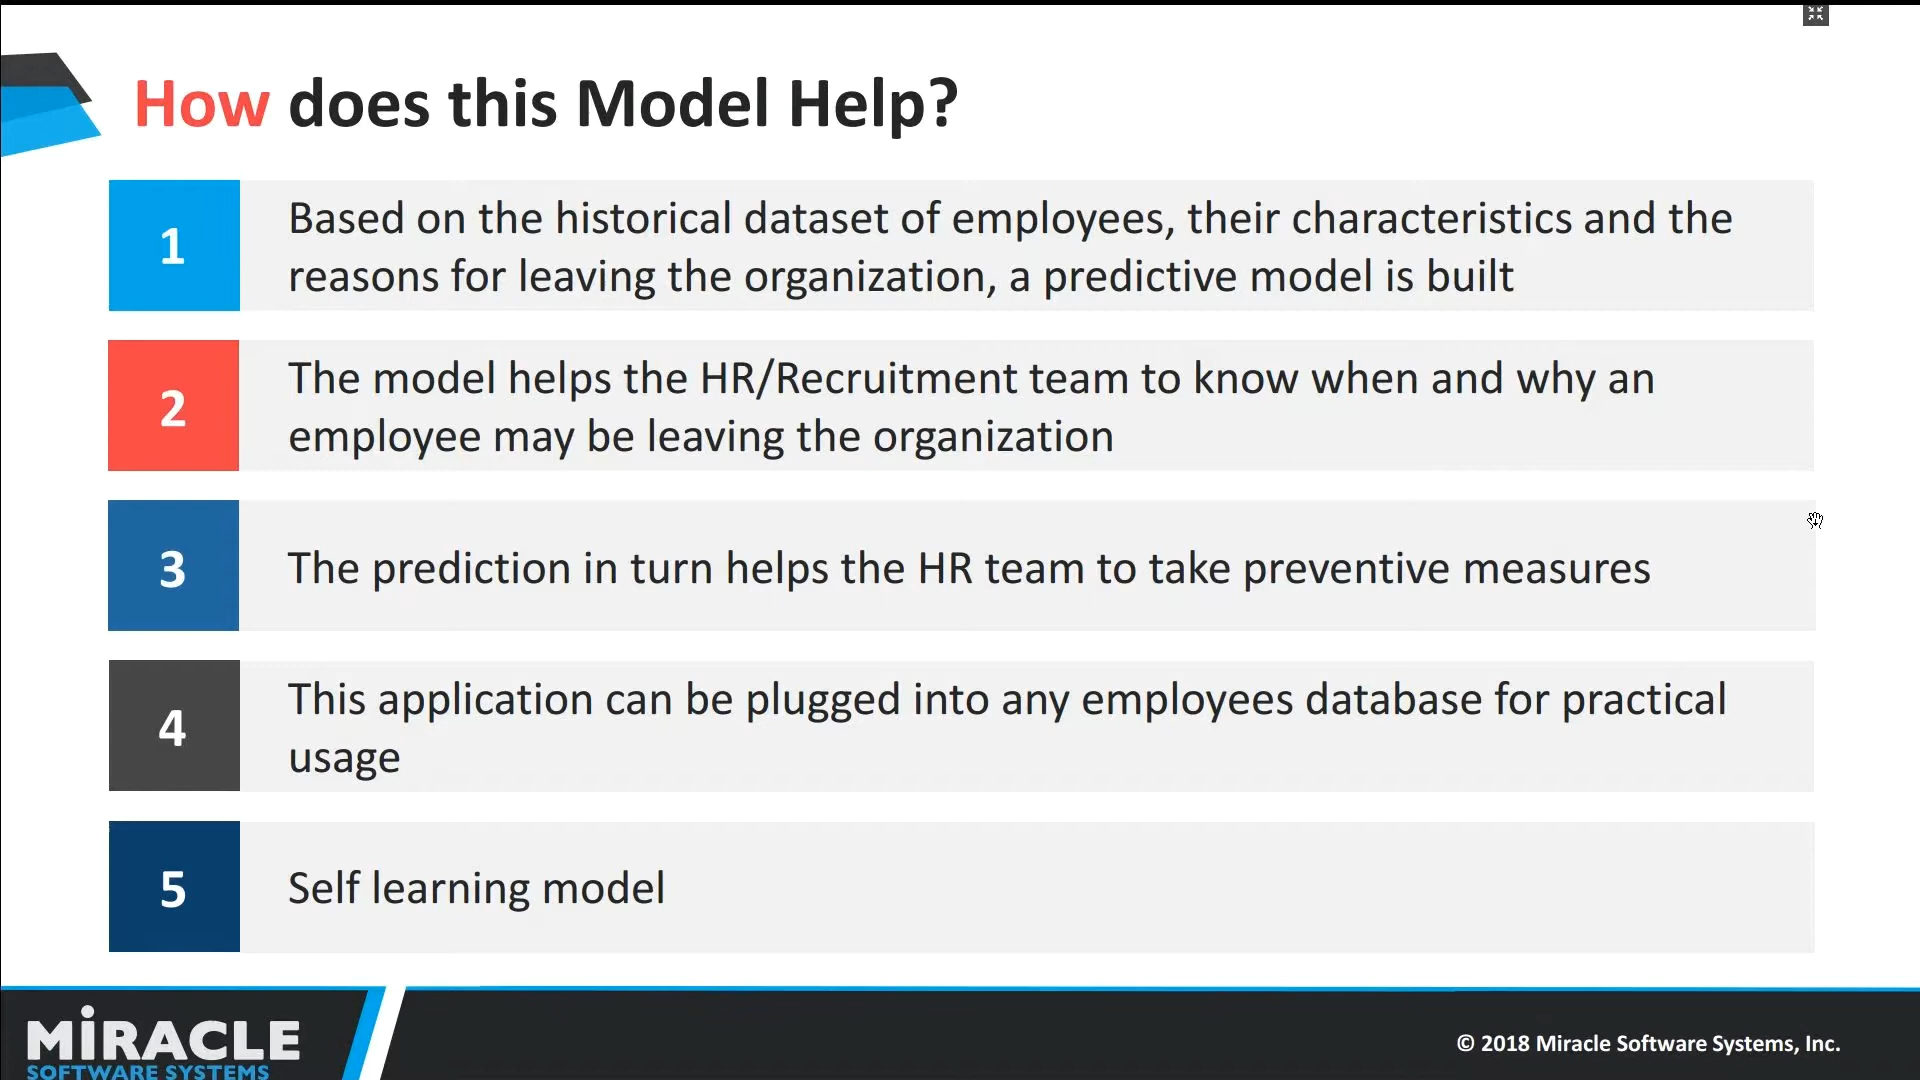 How does this Model Help?
1
Based on the historical dataset of employees, their characteristics and the
reasons for leaving the organization, a predictive model is built
2
The model helps the HR/Recruitment team to know when and why an
employee may be leaving the organization
3
The prediction in turn helps the HR team to take preventive measures
4
This application can be plugged into any employees database for practical
usage
5
Self learning model
MiRACLE
SOFTWARE SYSTEMS
© 2018 Miracle Software Systems, Inc.